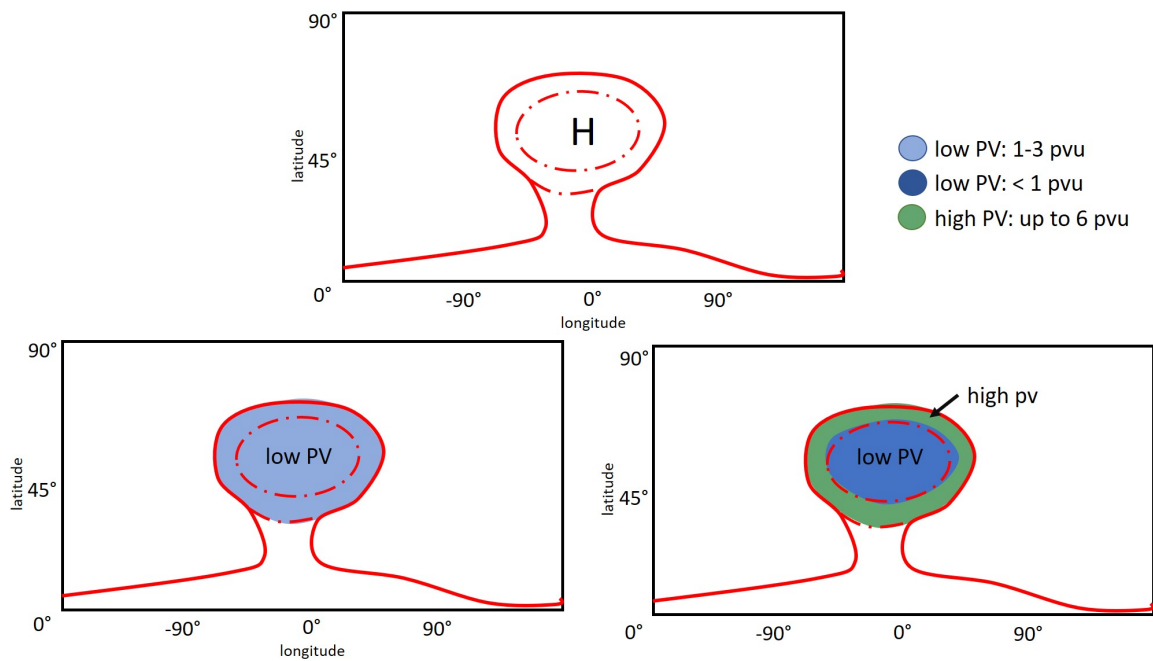 90°
latitude
45°
0°
H
-90°
0°
90°
longitude
low PV: 1-3 pvu
low PV: < 1 pvu
high PV: up to 6 pvu
90°
latitude
45°
0°
low PV
-90°
0°
90°
longitude
90°
latitude
45°
0°
high pv
low PV
-90°
0°
90°